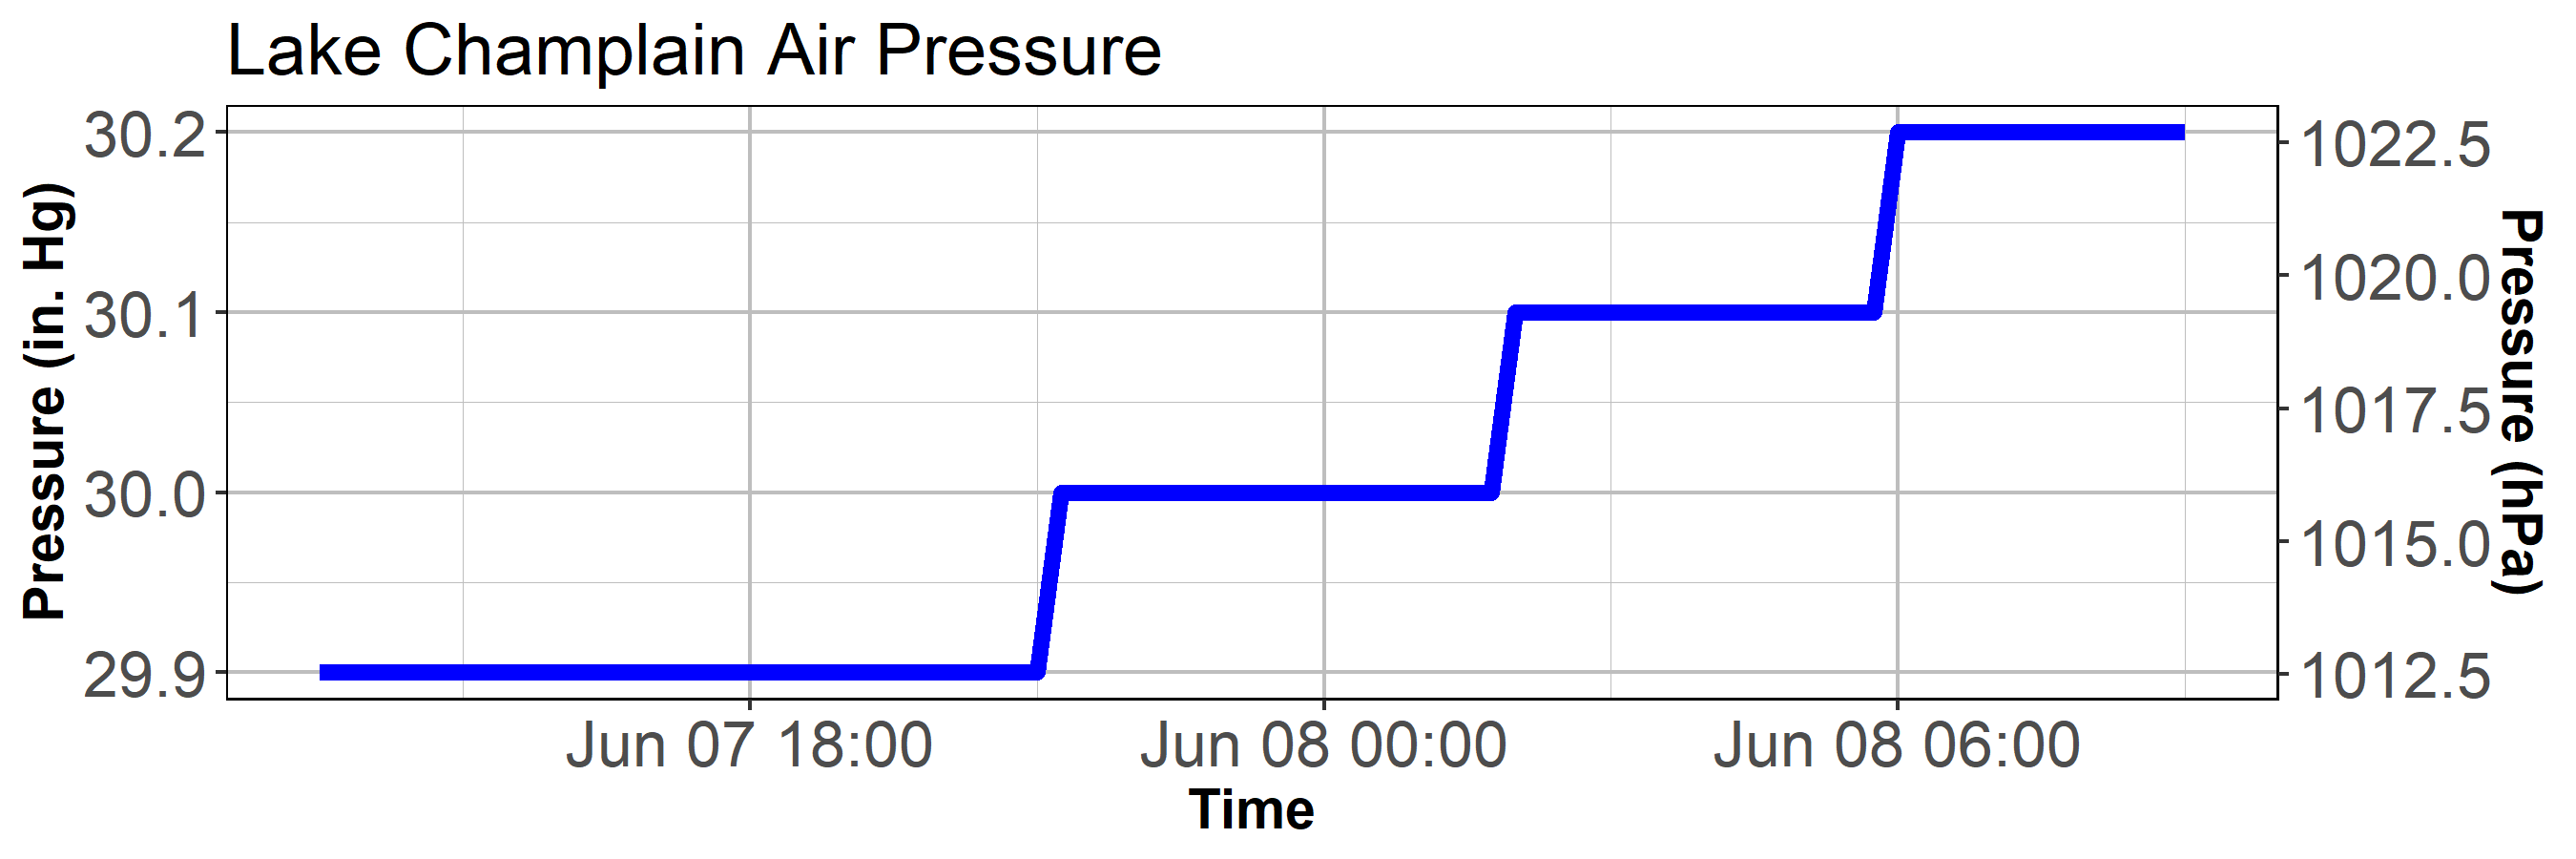 Lake Champlain Air Pressure
30.2
30.1
30.0
29.9
Pressure (in. Hg)
1022.5
1020.0
1017.5
1015.0
1012.5
Pressure (hPa)
Jun 07 18:00
Jun 08 00:00
Jun 08 06:00
Time